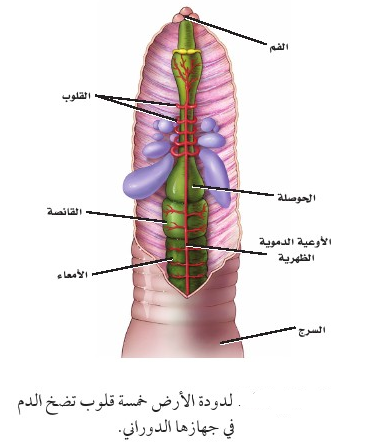 الفم
القلوب
الحوصلة
القانصة
الأوعية الدموية
الظهرية
الأمعاء
السرج
. لدودة الأرض خمسة قلوب تضخ الدم
في جهازها الدوراني.